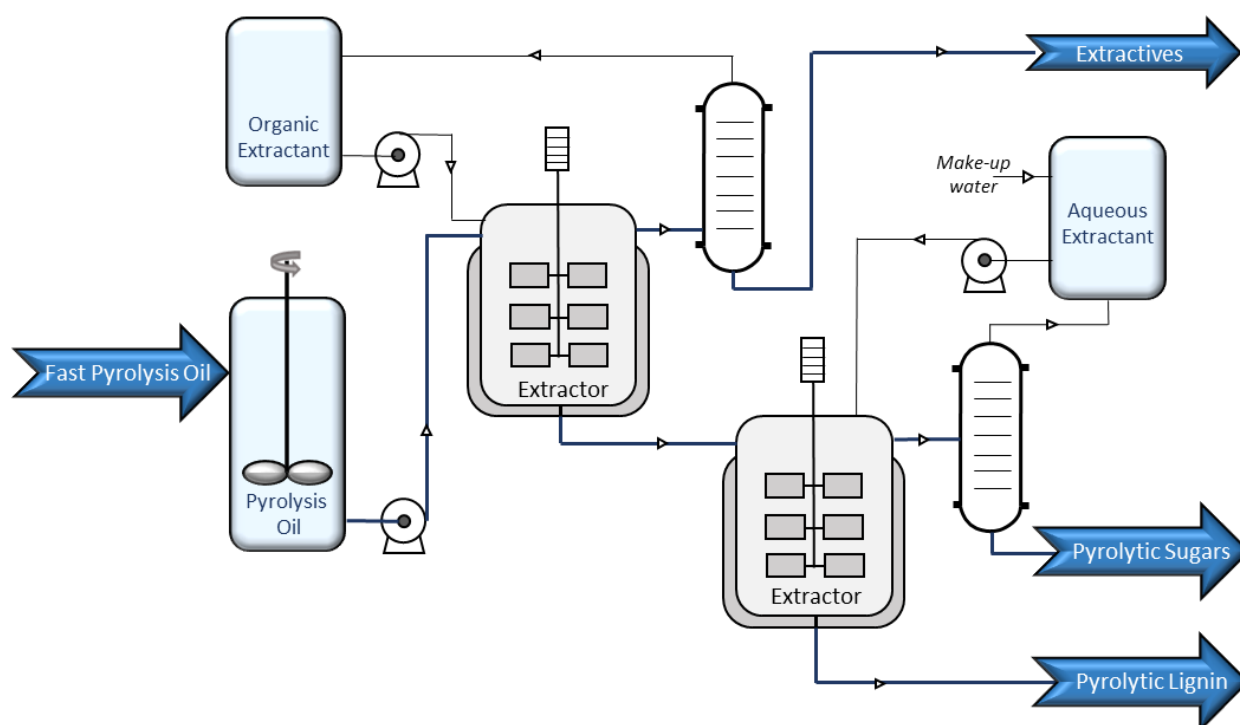 Extractives
Organic
Extractant
Make-up
water
Aqueous
Extractant
Fast Pyrolysis Oil
Extractor
Pyrolysis
Oil
Pyrolytic Sugars
Extractor
Pyrolytic Lignin